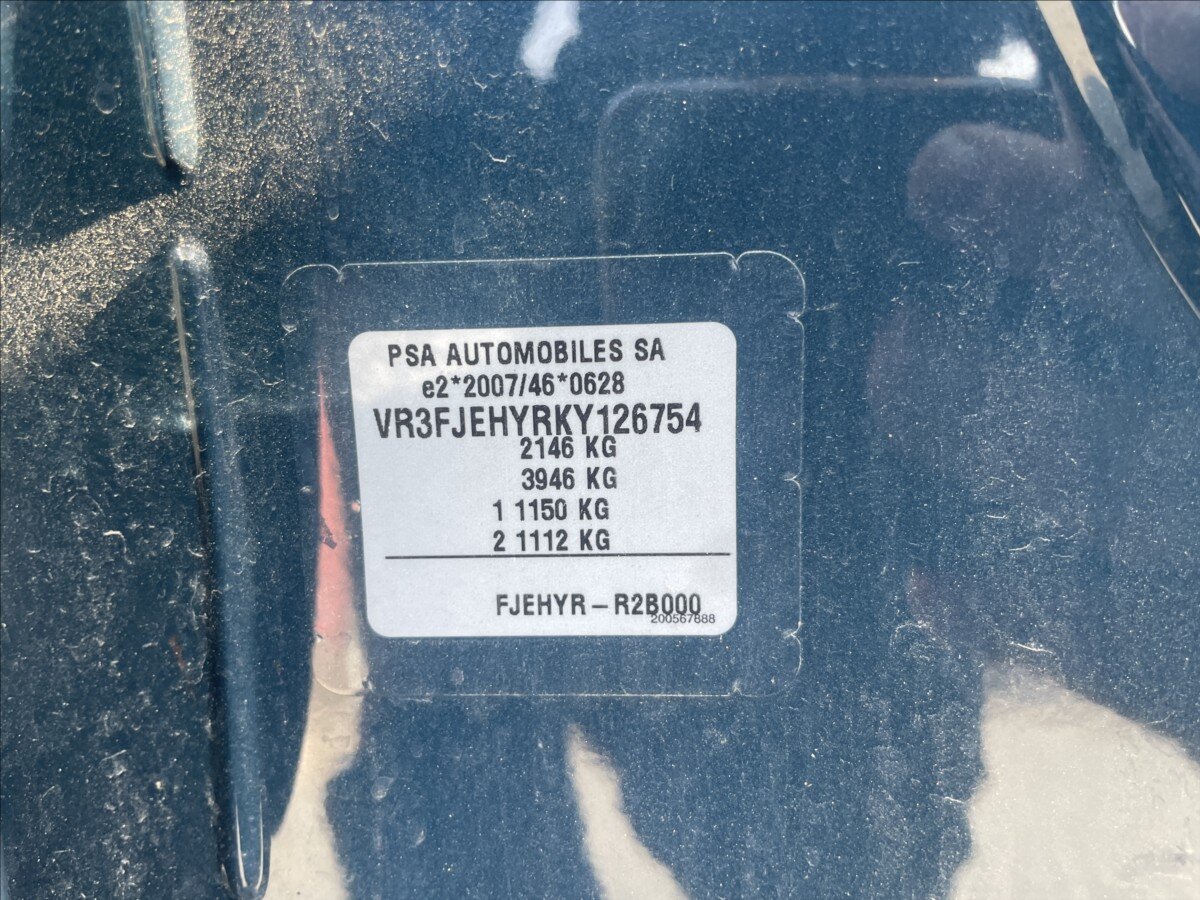 PSA AUTOMOBILES SA
e2*2007/46*0628
VR3FJEHYRKY126754
2146 KG
3946 KG
1 1150 KG
2 1112 KG
FJEHYR – R2B000
200567888